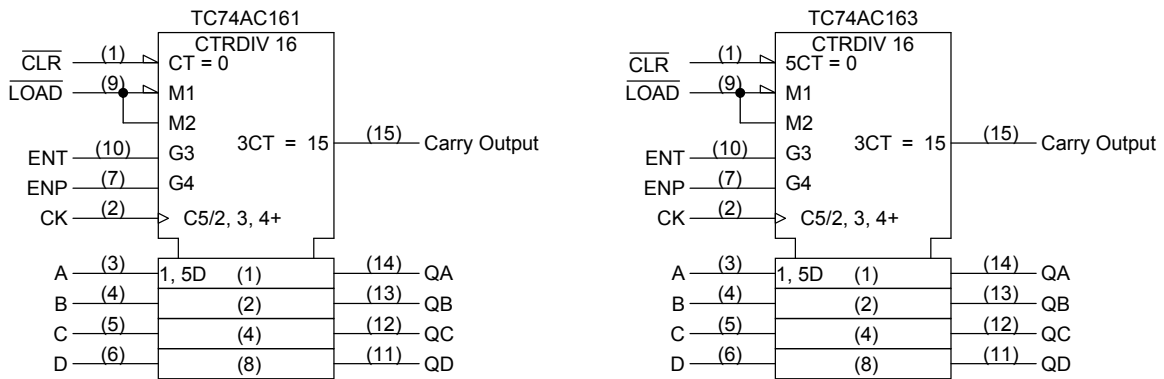 TC74AC161
CTRDIV 16
CLR (1) CT = 0
LOAD (9) M1
M2
3CT = 15 (15) Carry Output
ENT (10) G3
ENP (7) G4
CK (2) C5/2, 3, 4+
A (3) 1, 5D (1) (14) QA
B (4) (2) (13) QB
C (5) (4) (12) QC
D (6) (8) (11) QD
TC74AC163
CTRDIV 16
CLR (1) 5CT = 0
LOAD (9) M1
M2
3CT = 15 (15) Carry Output
ENT (10) G3
ENP (7) G4
CK (2) C5/2, 3, 4+
A (3) 1, 5D (1) (14) QA
B (4) (2) (13) QB
C (5) (4) (12) QC
D (6) (8) (11) QD